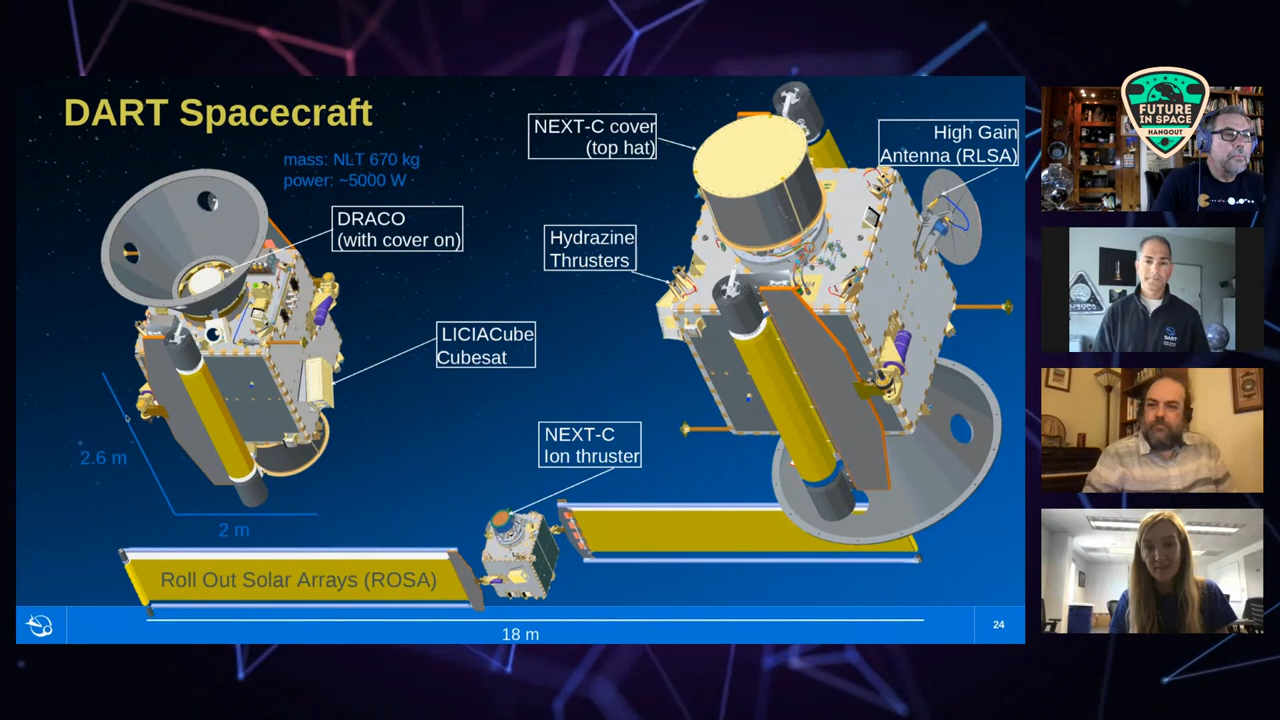 DART Spacecraft
mass: NLT 670 kg
power: ~5000 W
DRACO
(with cover on)
LICIACube
Cubesat
NEXT-C cover
(top hat)
High Gain
Antenna (RLSA)
Hydrazine
Thrusters
NEXT-C
Ion thruster
2.6 m
2 m
Roll Out Solar Arrays (ROSA)
18 m
24
FUTURE
IN SPACE
HANGOUT
DART